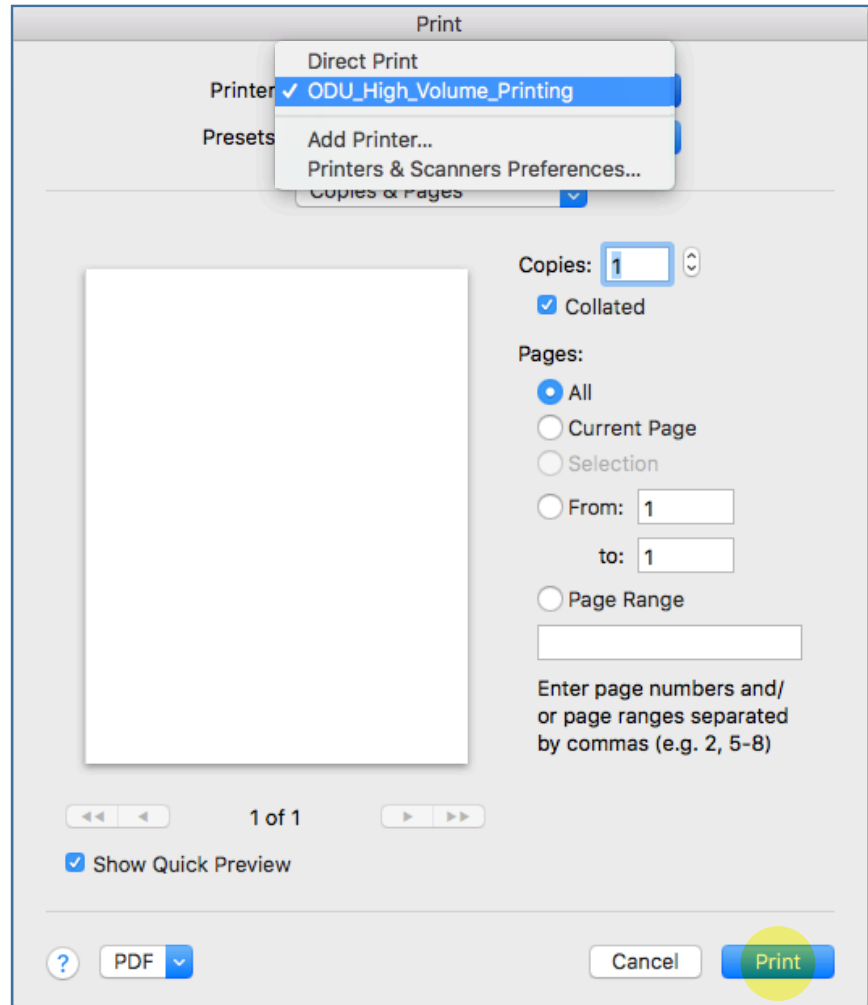 Print
Direct Print
Printer ✓ ODU_High_Volume_Printing
Presets
Add Printer...
Printers & Scanners Preferences...
Copies & Pages
Copies: 1
Collated
Pages:
All
Current Page
Selection
From: 1
to: 1
Page Range
Enter page numbers and/
or page ranges separated
by commas (e.g. 2, 5-8)
1 of 1
Show Quick Preview
? PDF Cancel Print